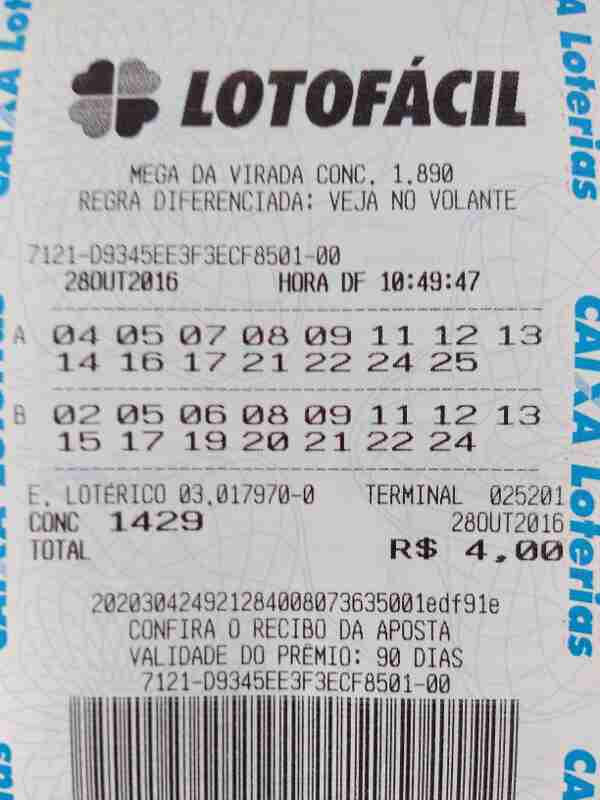 LOTOFÁCIL
MEGA DA VIRADA CONC. 1.890
REGRA DIFERENCIADA: VEJA NO VOLANTE
7121-D9345EE3F3ECF8501-00
28OUT2016 HORA DF 10:49:47
A 04 05 07 08 09 11 12 13
14 16 17 21 22 24 25
B 02 05 06 08 09 11 12 13
15 17 19 20 21 22 24
E. LOTÉRICO 03.017970-0 TERMINAL 025201
CONC 1429 28OUT2016
TOTAL R$ 4,00
202030424921284008073635001edf91e
CONFIRA O RECIBO DA APOSTA
VALIDADE DO PRÊMIO: 90 DIAS
7121-D9345EE3F3ECF8501-00
CAIXA Loterias
CAIXA Loterias